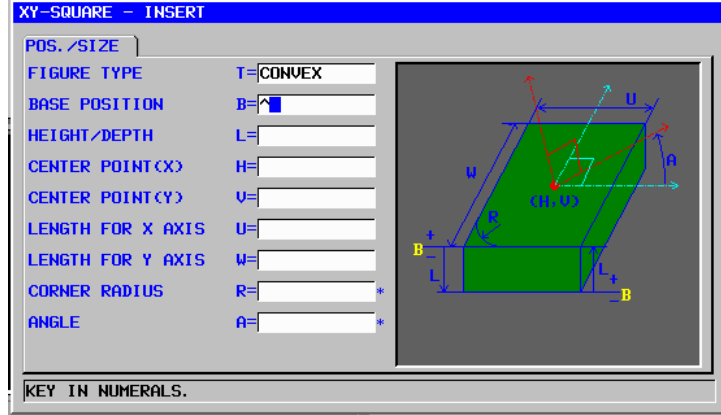 XY-SQUARE - INSERT
POS./SIZE
FIGURE TYPE T=CONVEX
BASE POSITION B=^
HEIGHT/DEPTH L=
CENTER POINT(X) H=
CENTER POINT(Y) V=
LENGTH FOR X AXIS U=
LENGTH FOR Y AXIS W=
CORNER RADIUS R= *
ANGLE A= *
U
W
A
(H,V)
R
+
B
-
L
L
+
-
B
KEY IN NUMERALS.